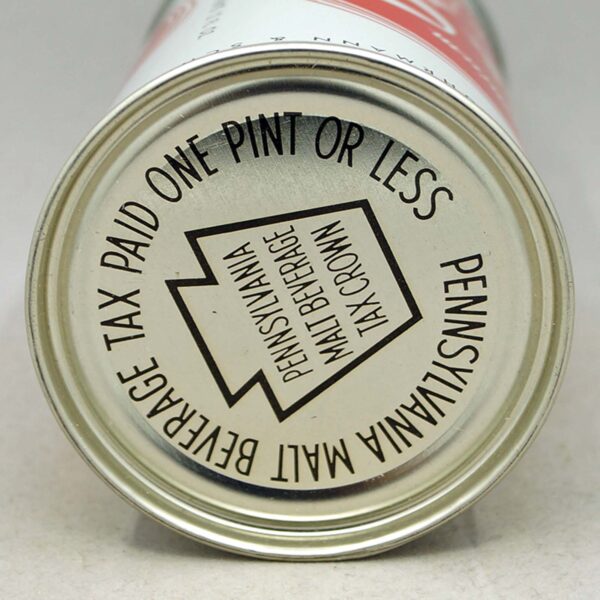 PENNSYLVANIA MALT BEVERAGE TAX PAID ONE PINT OR LESS
PENNSYLVANIA
MALT BEVERAGE
TAX CROWN